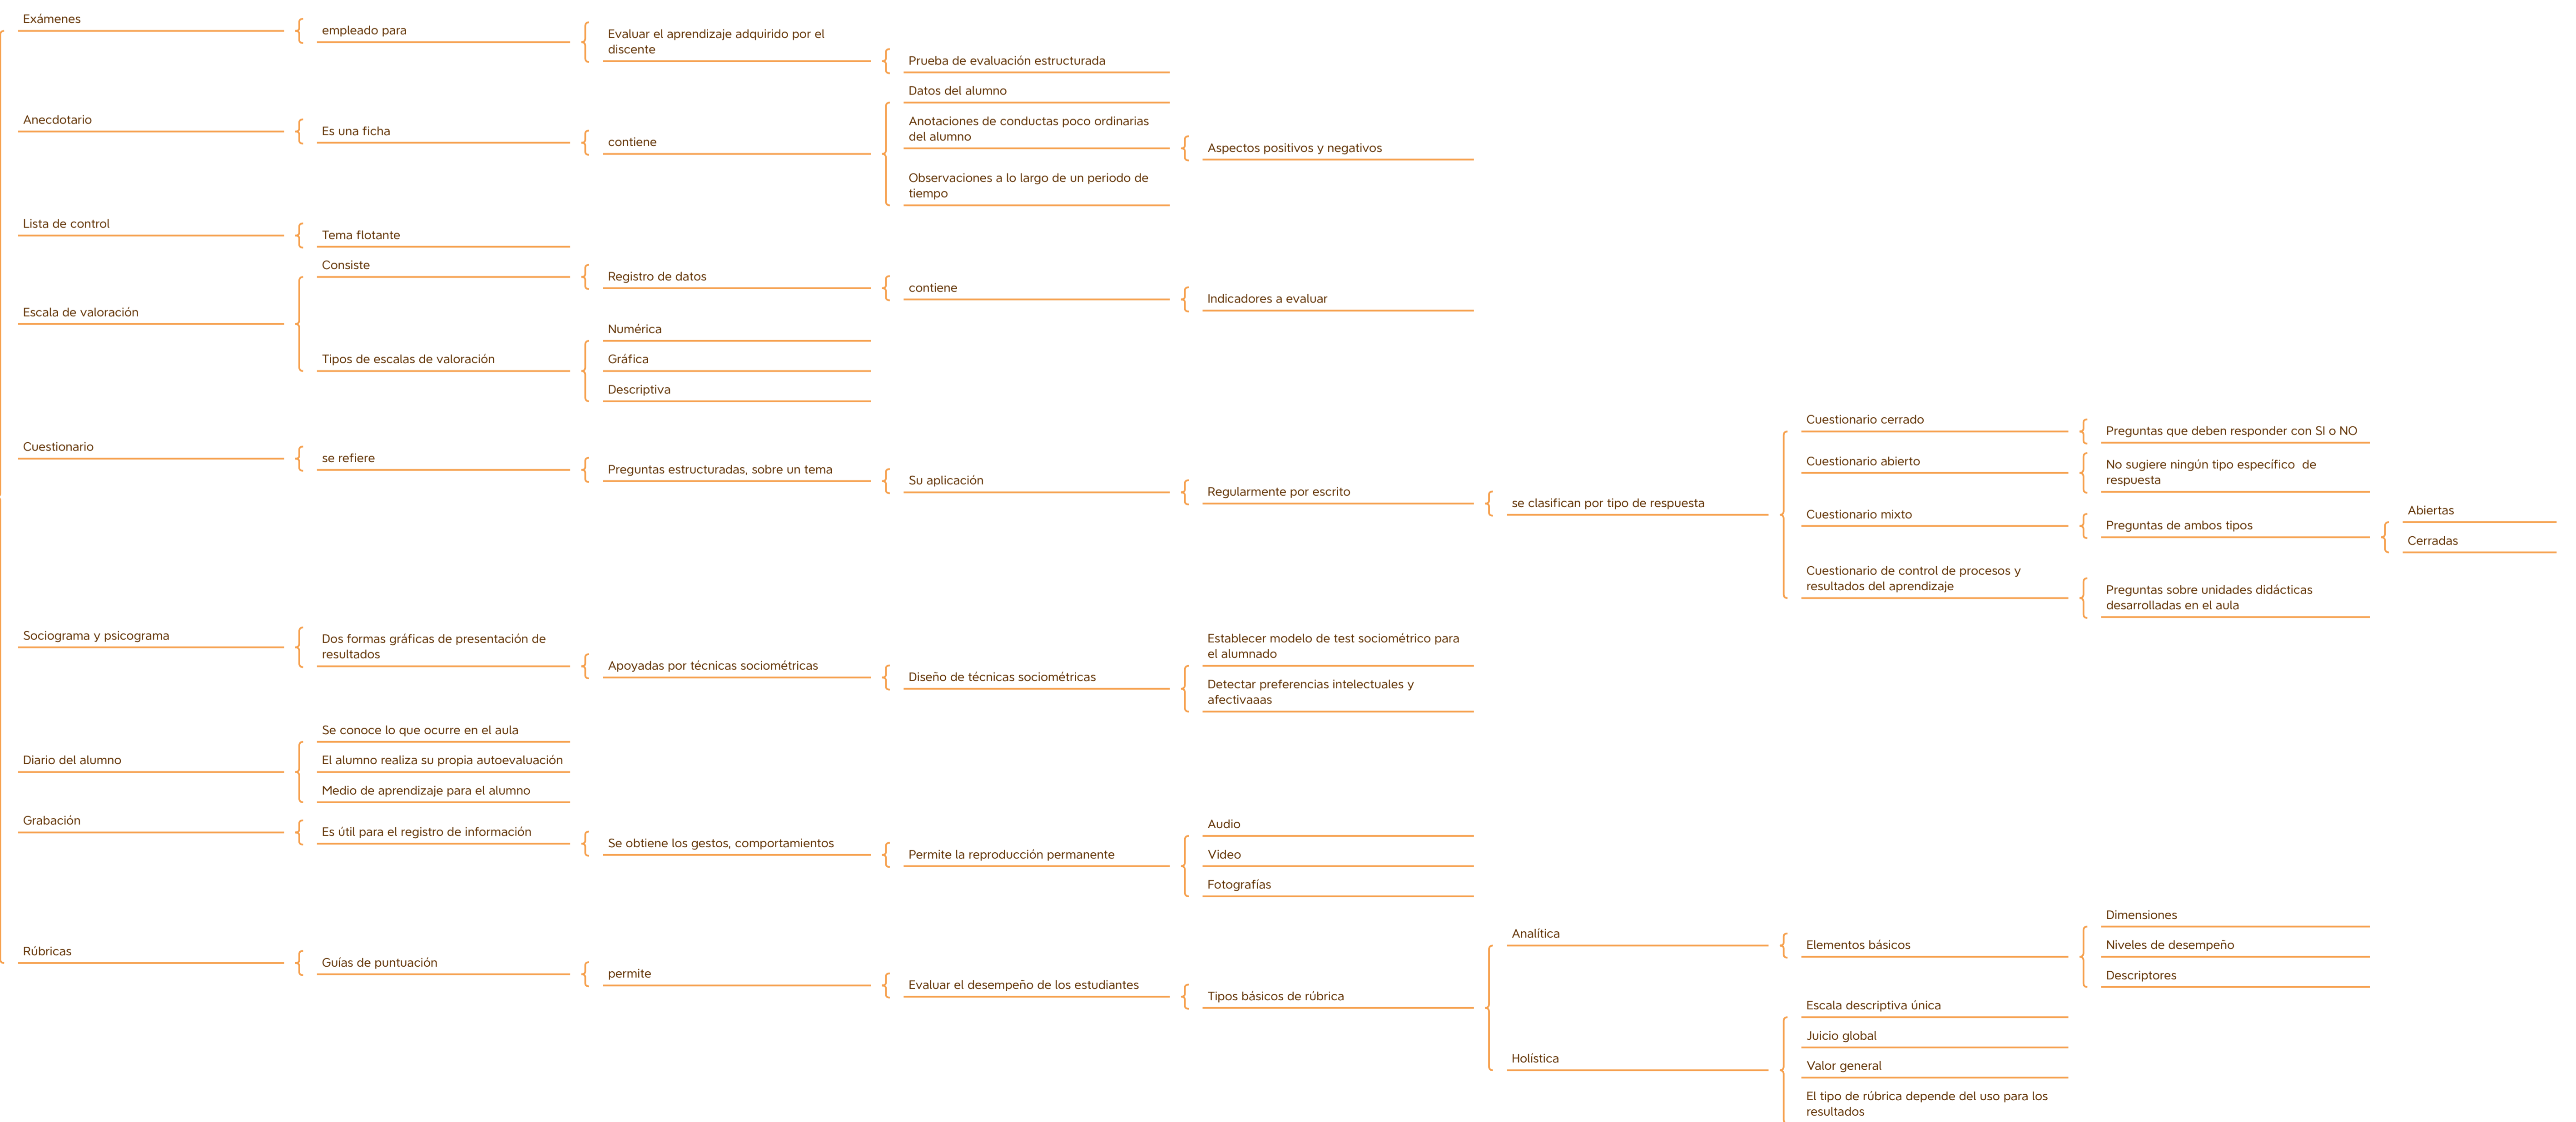 Exámenes
empleado para
Evaluar el aprendizaje adquirido por el
discente
Prueba de evaluación estructurada
Anecdotario
Es una ficha
contiene
Datos del alumno
Anotaciones de conductas poco ordinarias
del alumno
Aspectos positivos y negativos
Observaciones a lo largo de un periodo de
tiempo
Lista de control
Tema flotante
Escala de valoración
Consiste
Registro de datos
contiene
Indicadores a evaluar
Tipos de escalas de valoración
Numérica
Gráfica
Descriptiva
Cuestionario
se refiere
Preguntas estructuradas, sobre un tema
Su aplicación
Regularmente por escrito
se clasifican por tipo de respuesta
Cuestionario cerrado
Preguntas que deben responder con SI o NO
Cuestionario abierto
No sugiere ningún tipo específico  de
respuesta
Cuestionario mixto
Preguntas de ambos tipos
Abiertas
Cerradas
Cuestionario de control de procesos y
resultados del aprendizaje
Preguntas sobre unidades didácticas
desarrolladas en el aula
Sociograma y psicograma
Dos formas gráficas de presentación de
resultados
Apoyadas por técnicas sociométricas
Diseño de técnicas sociométricas
Establecer modelo de test sociométrico para
el alumnado
Detectar preferencias intelectuales y
afectivaaas
Diario del alumno
Se conoce lo que ocurre en el aula
El alumno realiza su propia autoevaluación
Medio de aprendizaje para el alumno
Grabación
Es útil para el registro de información
Se obtiene los gestos, comportamientos
Permite la reproducción permanente
Audio
Video
Fotografías
Rúbricas
Guías de puntuación
permite
Evaluar el desempeño de los estudiantes
Tipos básicos de rúbrica
Analítica
Elementos básicos
Dimensiones
Niveles de desempeño
Descriptores
Holística
Escala descriptiva única
Juicio global
Valor general
El tipo de rúbrica depende del uso para los
resultados